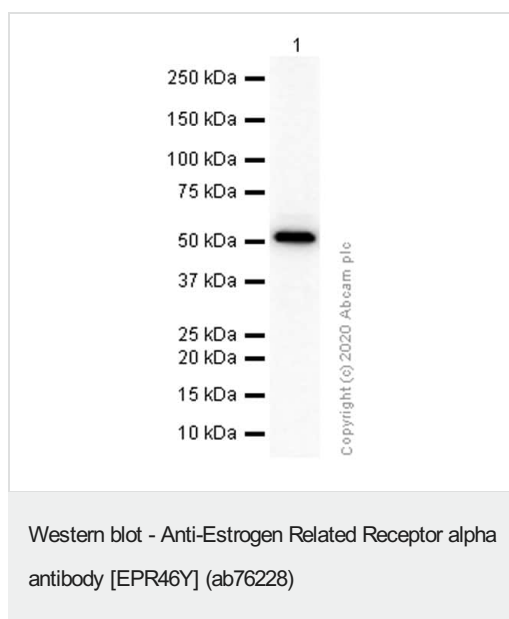 1
250 kDa
150 kDa
100 kDa
75 kDa
50 kDa
37 kDa
25 kDa
20 kDa
15 kDa
10 kDa
Copyright (c) 2020 Abcam plc
Western blot - Anti-Estrogen Related Receptor alpha
antibody [EPR46Y] (ab76228)